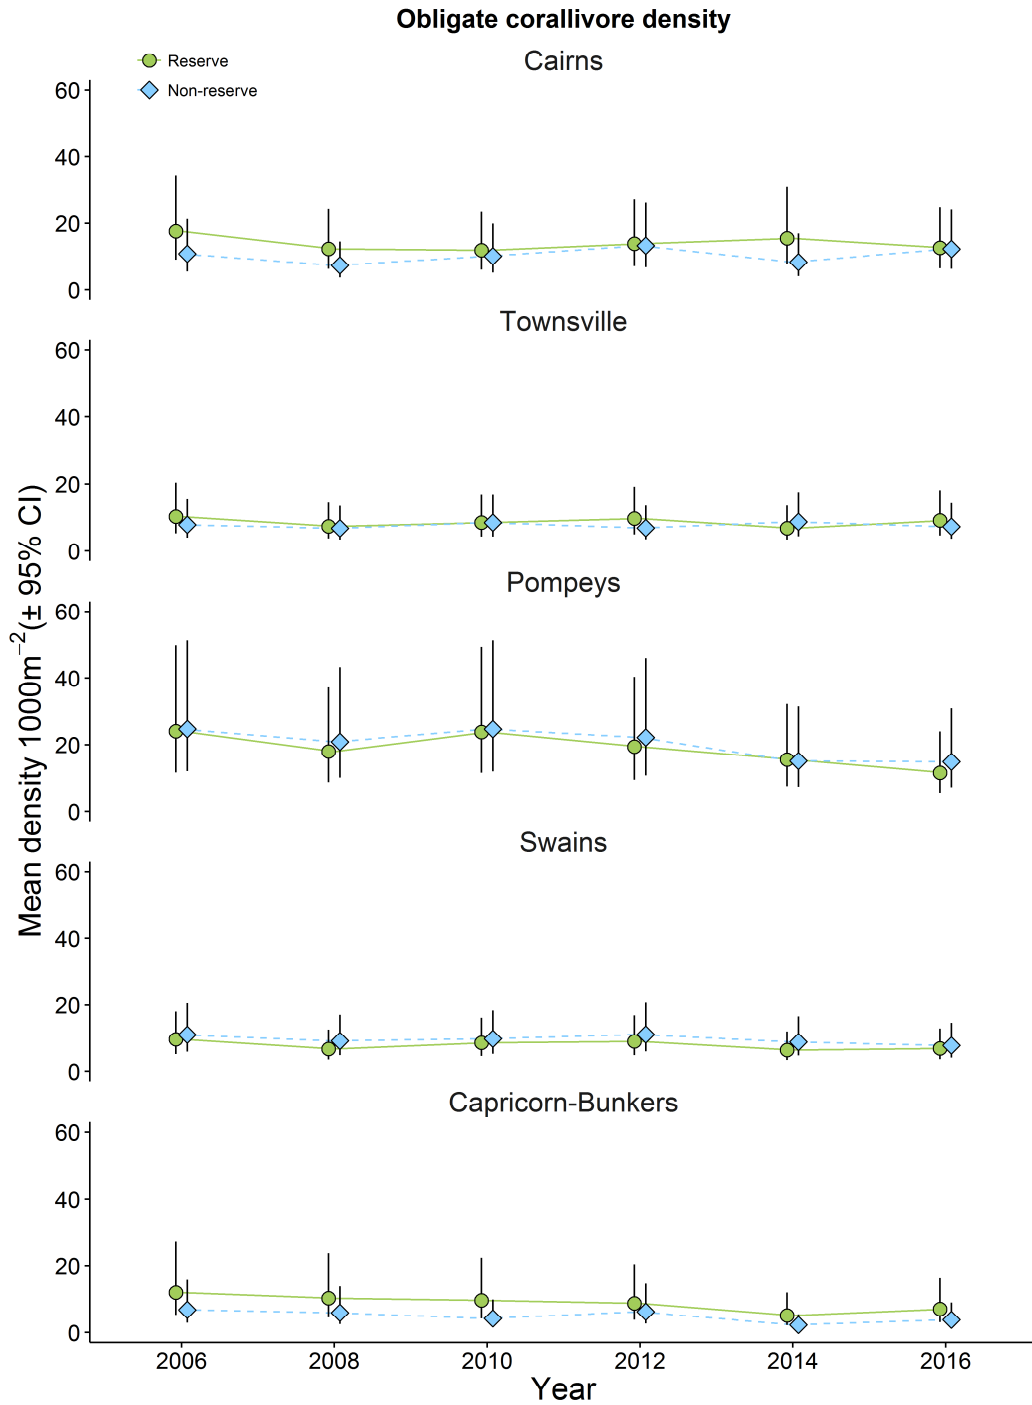 Obligate corallivore density
Cairns
Reserve
Non-reserve
60
40
20
0
Townsville
60
40
20
0
Pompeys
60
40
20
0
Swains
60
40
20
0
Capricorn-Bunkers
60
40
20
0
Mean density 1000m⁻²(± 95% CI)
2006 2008 2010 2012 2014 2016
Year